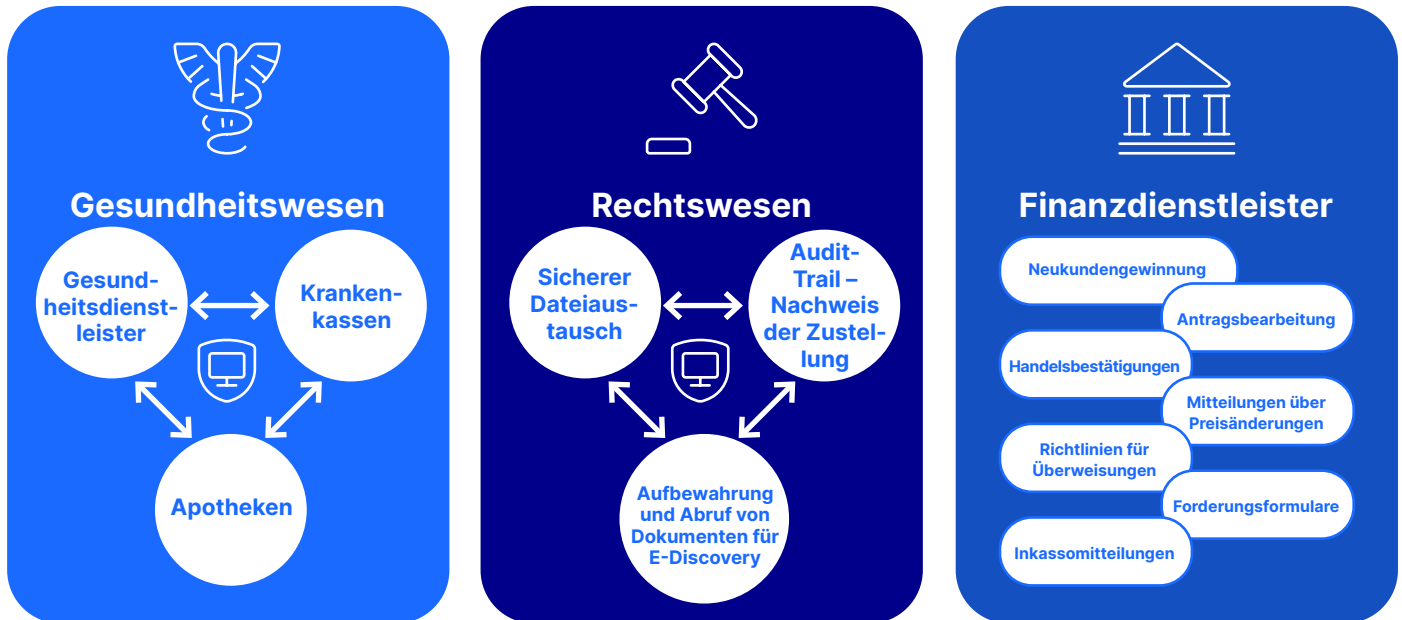 Gesundheitswesen
Gesund-
heitsdienst-
leister
Kranken-
kassen
Apotheken
Rechtswesen
Sicherer
Dateiaus-
tausch
Audit-
Trail –
Nachweis
der Zustel-
lung
Aufbewahrung
und Abruf von
Dokumenten für
E-Discovery
Finanzdienstleister
Neukundengewinnung
Antragsbearbeitung
Handelsbestätigungen
Mitteilungen über
Preisänderungen
Richtlinien für
Überweisungen
Forderungsformulare
Inkassomitteilungen